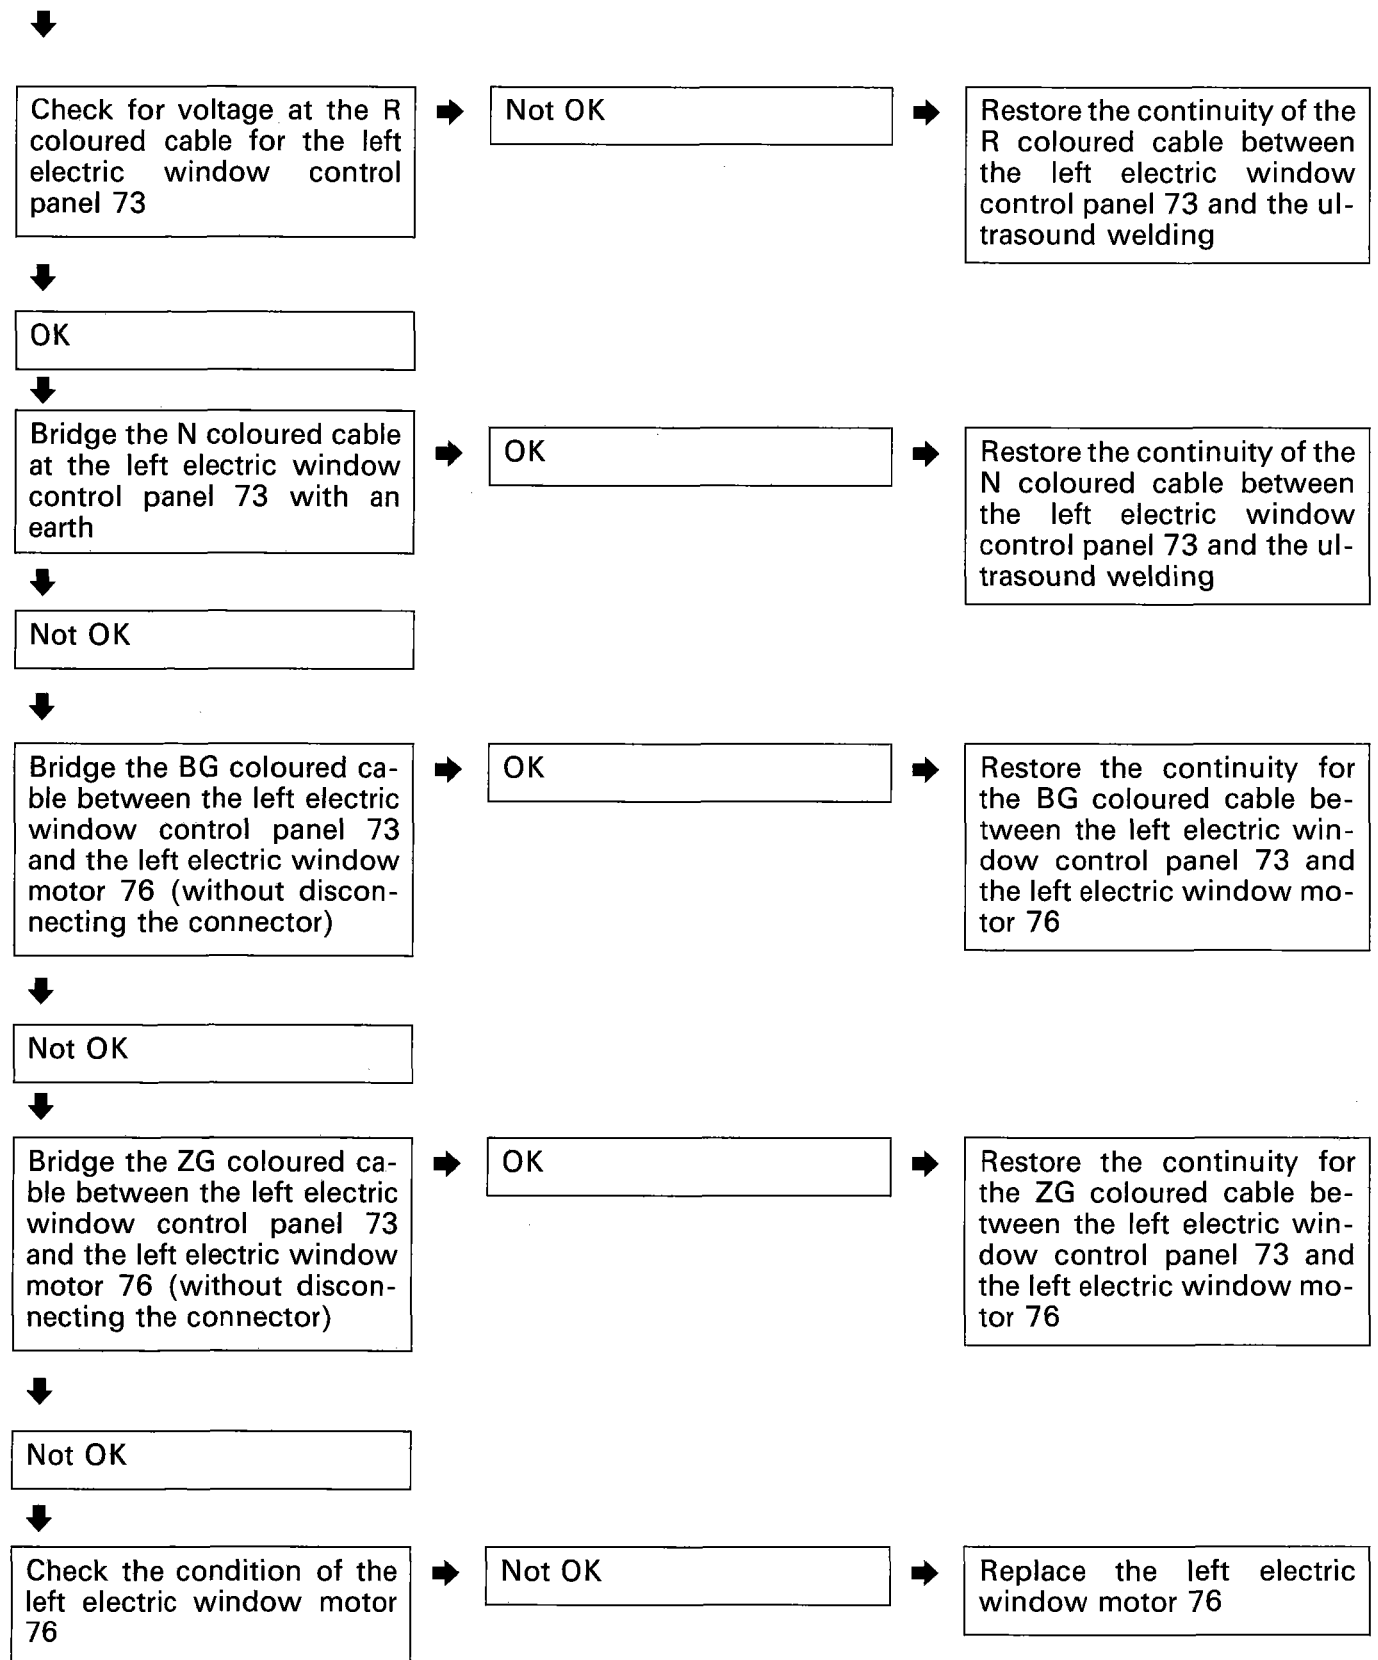 Check for voltage at the R
coloured cable for the left
electric window control
panel 73
Not OK
Restore the continuity of the
R coloured cable between
the left electric window
control panel 73 and the ul-
trasound welding
OK
Bridge the N coloured cable
at the left electric window
control panel 73 with an
earth
OK
Restore the continuity of the
N coloured cable between
the left electric window
control panel 73 and the ul-
trasound welding
Not OK
Bridge the BG coloured ca-
ble between the left electric
window control panel 73
and the left electric window
motor 76 (without discon-
necting the connector)
OK
Restore the continuity for
the BG coloured cable be-
tween the left electric win-
dow control panel 73 and
the left electric window mo-
tor 76
Not OK
Bridge the ZG coloured ca-
ble between the left electric
window control panel 73
and the left electric window
motor 76 (without discon-
necting the connector)
OK
Restore the continuity for
the ZG coloured cable be-
tween the left electric win-
dow control panel 73 and
the left electric window mo-
tor 76
Not OK
Check the condition of the
left electric window motor
76
Not OK
Replace the left electric
window motor 76